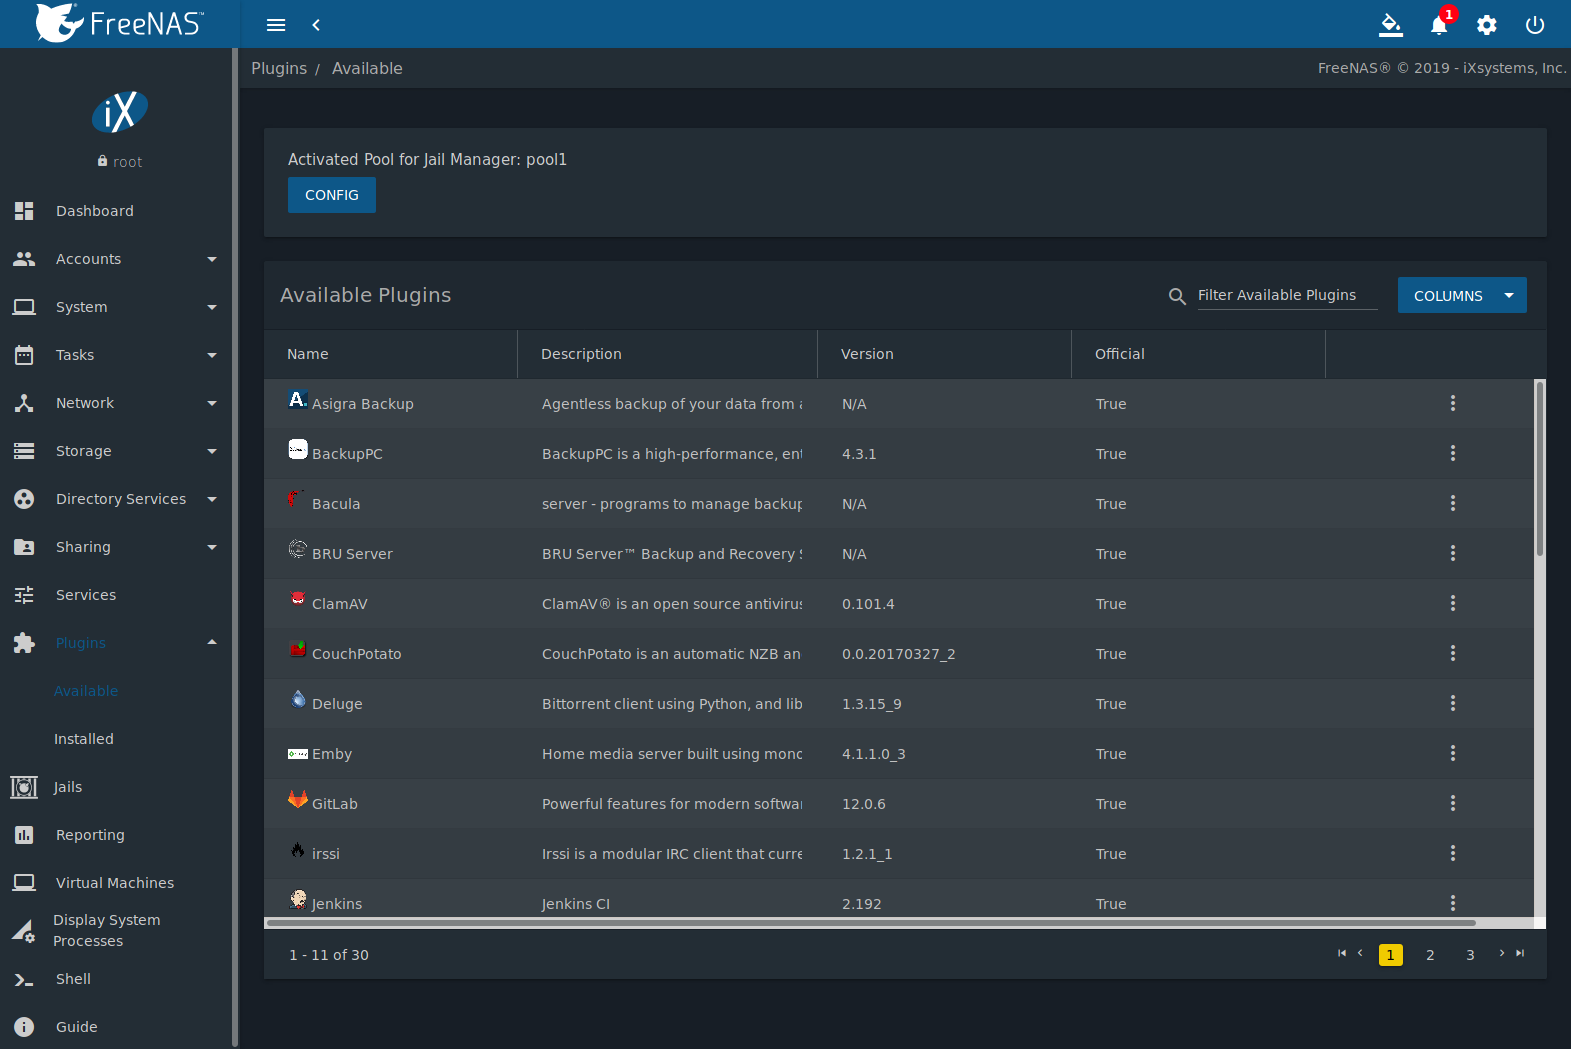 FreeNAS™
1
Plugins / Available
FreeNAS® © 2019 - iXsystems, Inc.
iX
root
Dashboard
Accounts
System
Tasks
Network
Storage
Directory Services
Sharing
Services
Plugins
Available
Installed
Jails
Reporting
Virtual Machines
Display System
Processes
Shell
Guide
Activated Pool for Jail Manager: pool1
CONFIG
Available Plugins
Filter Available Plugins
COLUMNS
Name Description Version Official
A. Asigra Backup Agentless backup of your data from a N/A True
BackupPC BackupPC is a high-performance, ent 4.3.1 True
Bacula server - programs to manage backup N/A True
BRU Server BRU Server™ Backup and Recovery S N/A True
ClamAV ClamAV® is an open source antivirus 0.101.4 True
CouchPotato CouchPotato is an automatic NZB an 0.0.20170327_2 True
Deluge Bittorrent client using Python, and lib 1.3.15_9 True
Emby Home media server built using mono 4.1.1.0_3 True
GitLab Powerful features for modern softwar 12.0.6 True
irssi Irssi is a modular IRC client that curre 1.2.1_1 True
Jenkins Jenkins CI 2.192 True
1 - 11 of 30
1 2 3